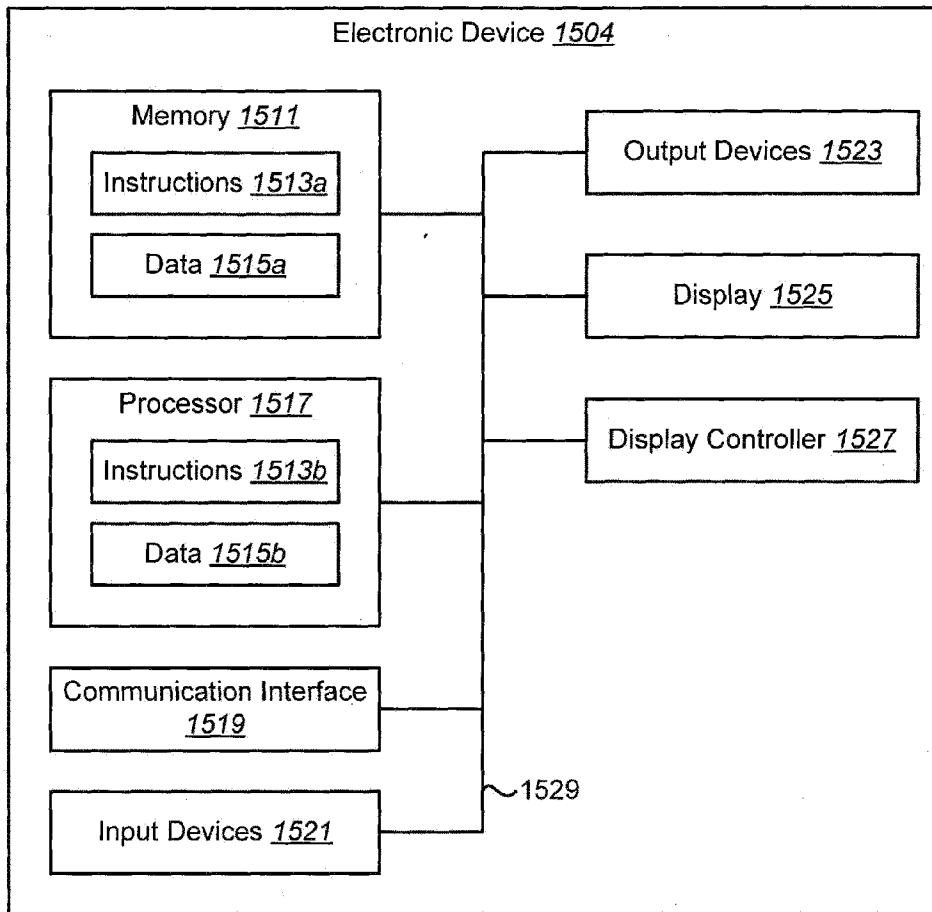 Electronic Device 1504
Memory 1511
Instructions 1513a
Data 1515a
Processor 1517
Instructions 1513b
Data 1515b
Communication Interface
1519
Input Devices 1521
Output Devices 1523
Display 1525
Display Controller 1527
1529